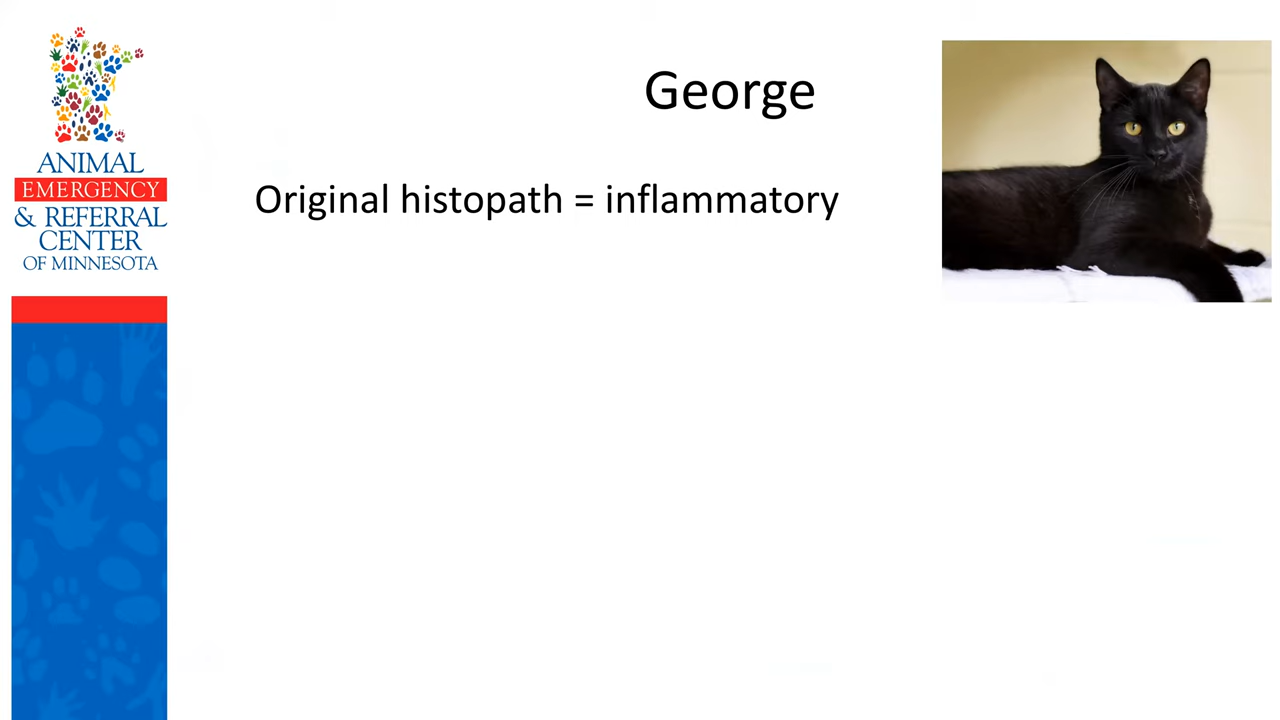 George
Original histopath = inflammatory
ANIMAL
EMERGENCY
& REFERRAL
CENTER
OF MINNESOTA